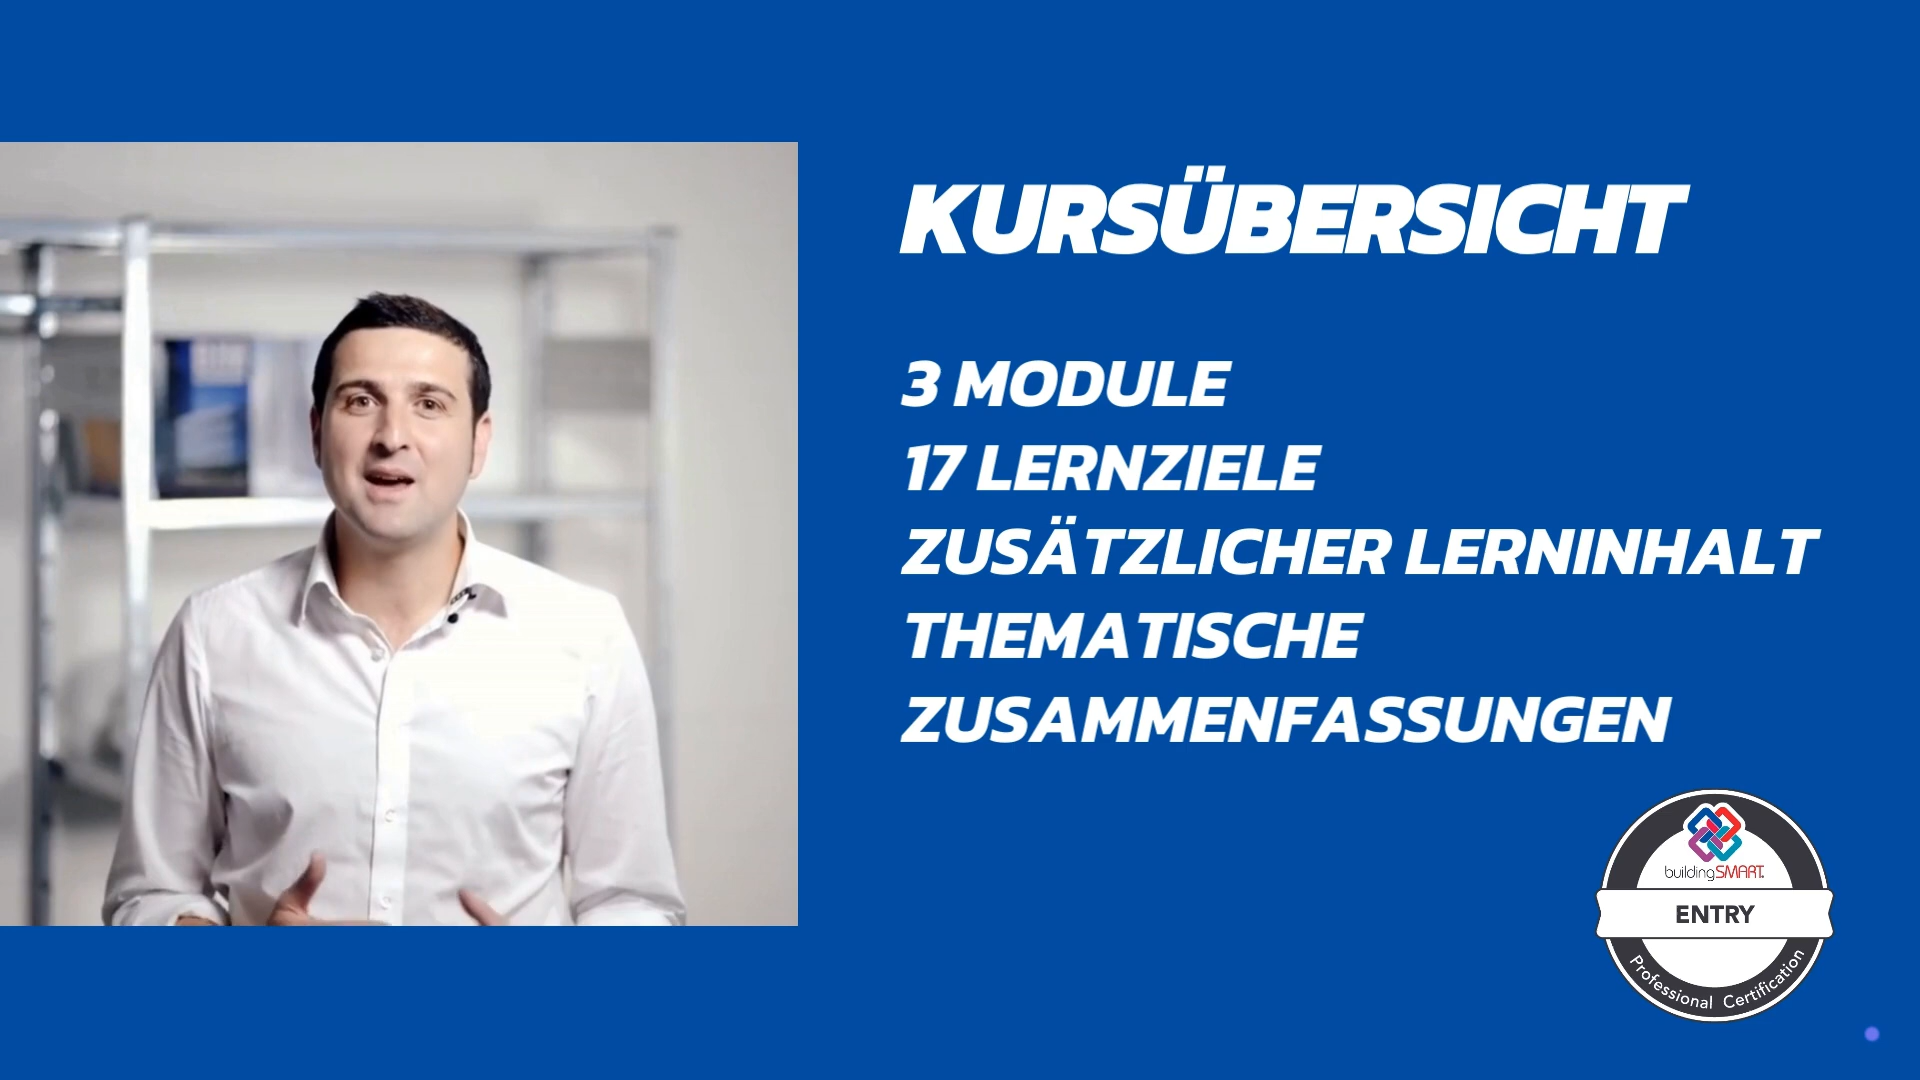 KURSÜBERSICHT
3 MODULE
17 LERNZIELE
ZUSÄTZLICHER LERNINHALT
THEMATISCHE
ZUSAMMENFASSUNGEN
buildingSMART.
ENTRY
Professional Certification